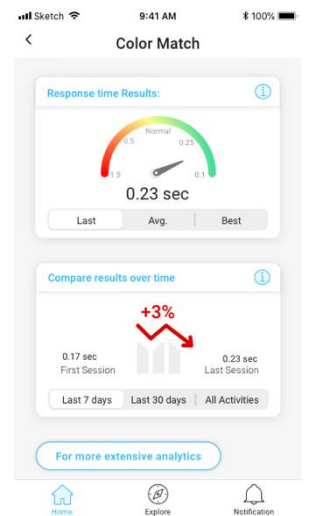 Sketch 9:41 AM 100%
Color Match
Response time Results:
Normal
0.5 0.25
1.5 0.1
0.23 sec
Last Avg. Best
Compare results over time
+3%
0.17 sec 0.23 sec
First Session Last Session
Last 7 days Last 30 days All Activities
For more extensive analytics
Home Explore Notification